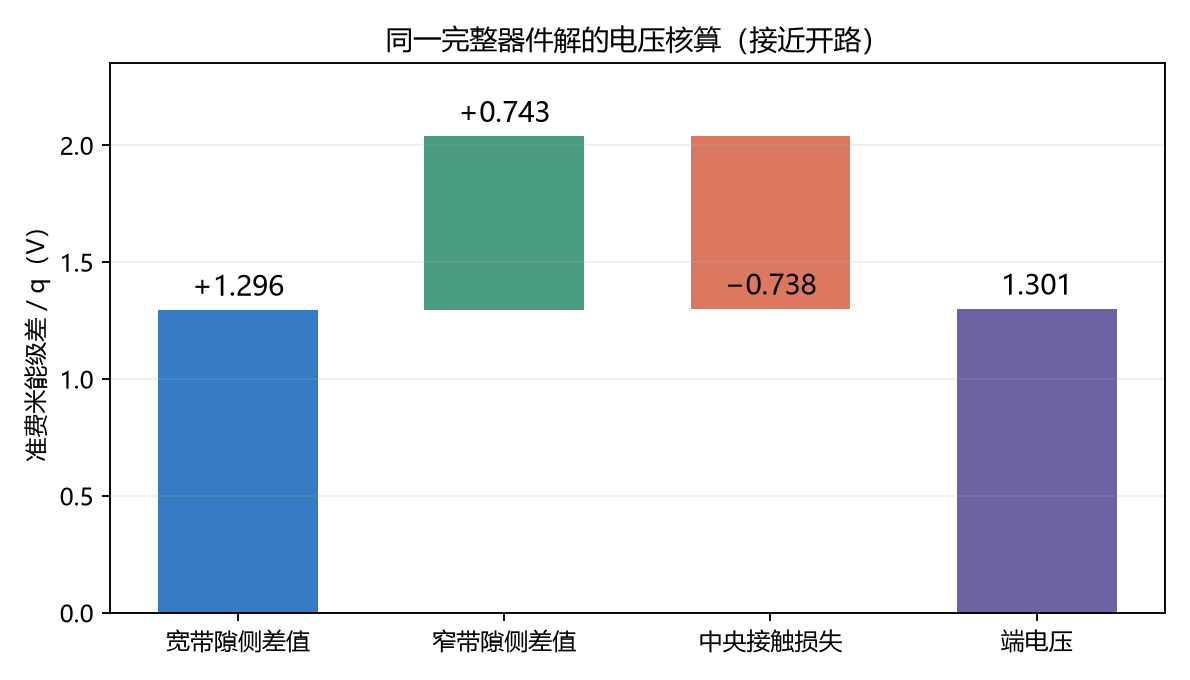 同一完整器件解的电压核算（接近开路）
准费米能级差 / q（V）
2.0
1.5
1.0
0.5
0.0
+1.296
+0.743
−0.738
1.301
宽带隙侧差值
窄带隙侧差值
中央接触损失
端电压